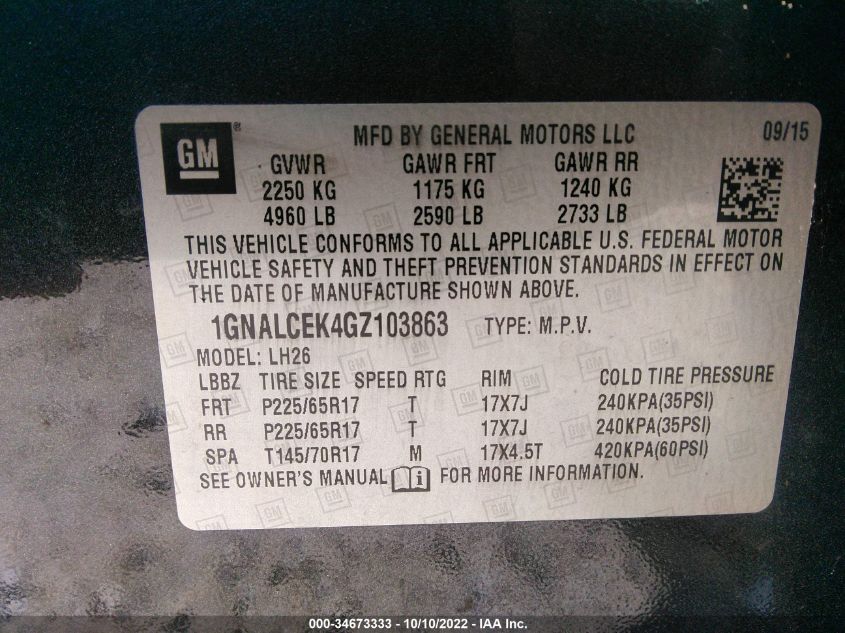 GM ® MFD BY GENERAL MOTORS LLC 09/15
GVWR GAWR FRT GAWR RR
2250 KG 1175 KG 1240 KG
4960 LB 2590 LB 2733 LB
THIS VEHICLE CONFORMS TO ALL APPLICABLE U.S. FEDERAL MOTOR
VEHICLE SAFETY AND THEFT PREVENTION STANDARDS IN EFFECT ON
THE DATE OF MANUFACTURE SHOWN ABOVE.
1GNALCEK4GZ103863 TYPE: M.P.V.
MODEL: LH26
LBBZ TIRE SIZE SPEED RTG RIM COLD TIRE PRESSURE
FRT P225/65R17 T 17X7J 240KPA(35PSI)
RR P225/65R17 T 17X7J 240KPA(35PSI)
SPA T145/70R17 M 17X4.5T 420KPA(60PSI)
SEE OWNER'S MANUAL FOR MORE INFORMATION.
000-34673333 - 10/10/2022 - IAA Inc.